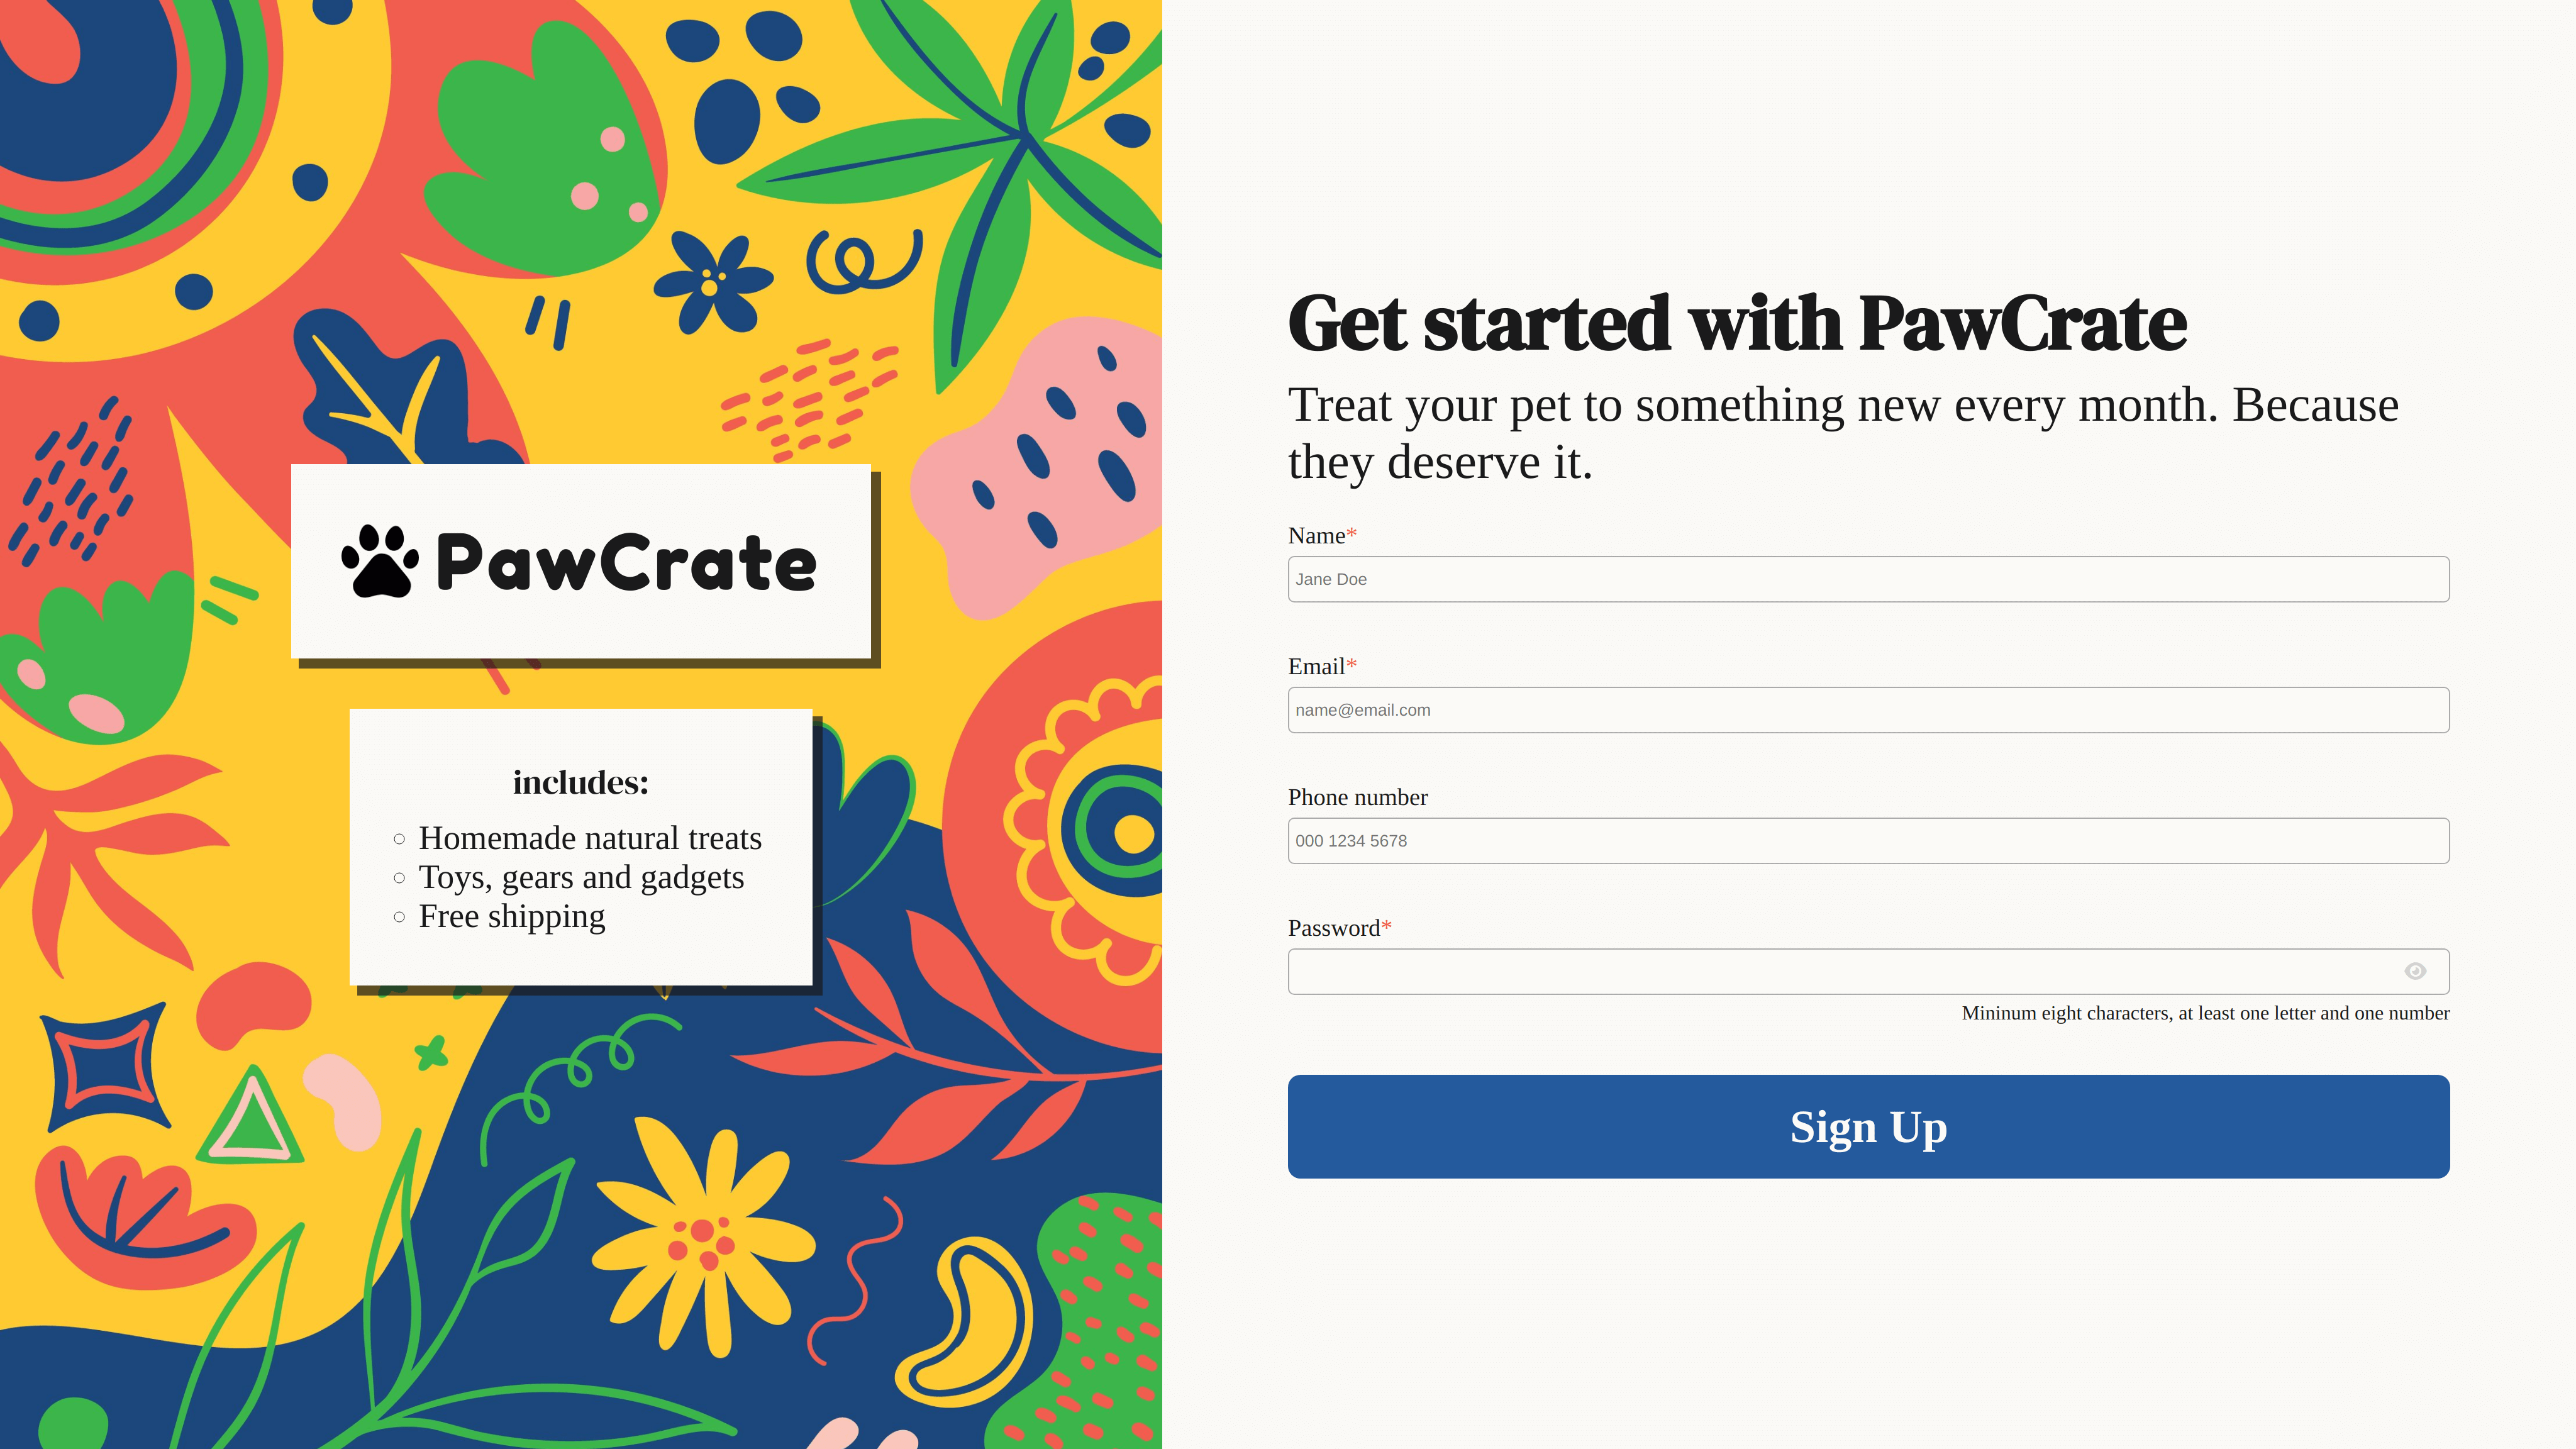 PawCrate
includes:
Homemade natural treats
Toys, gears and gadgets
Free shipping
Get started with PawCrate
Treat your pet to something new every month. Because
they deserve it.
Name*
Jane Doe
Email*
name@email.com
Phone number
000 1234 5678
Password*
Mininum eight characters, at least one letter and one number
Sign Up